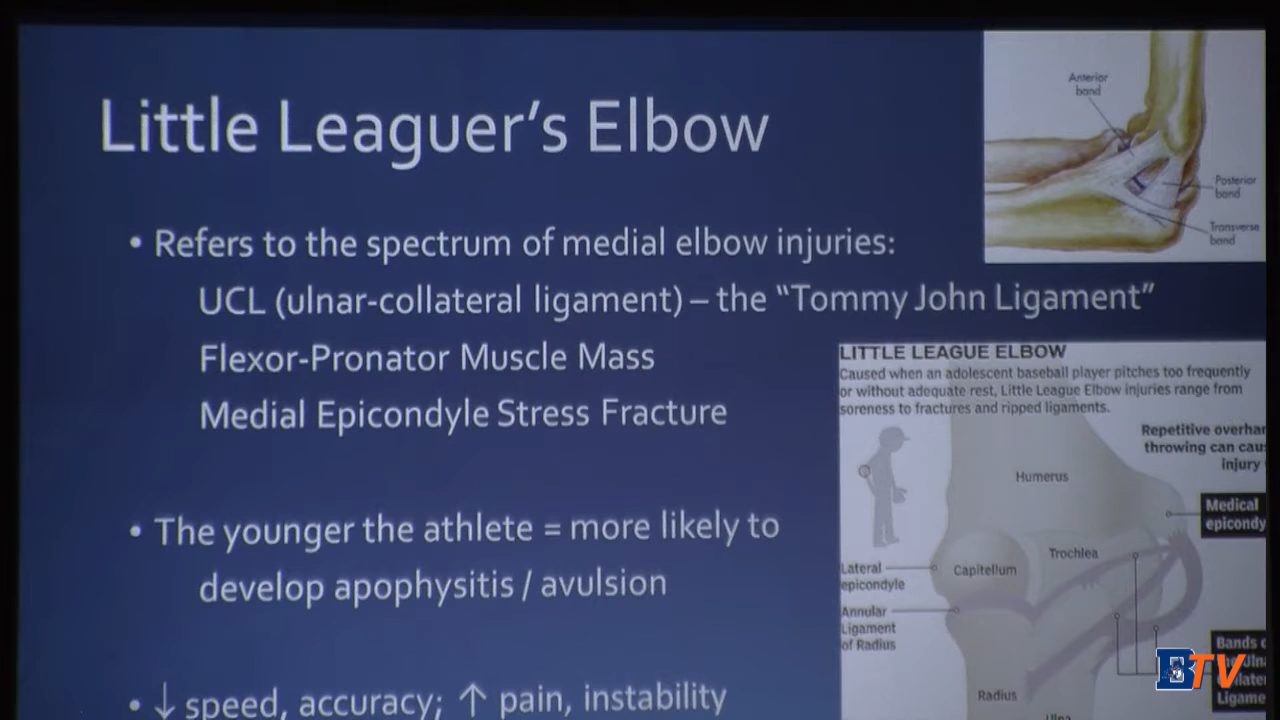 Little Leaguer's Elbow
• Refers to the spectrum of medial elbow injuries:
UCL (ulnar-collateral ligament) – the "Tommy John Ligament"
Flexor-Pronator Muscle Mass
Medial Epicondyle Stress Fracture
• The younger the athlete = more likely to
develop apophysitis / avulsion
• ↓ speed, accuracy; ↑ pain, instability
Anterior
band
Posterior
band
Transverse
band
LITTLE LEAGUE ELBOW
Caused when an adolescent baseball player pitches too frequently
or without adequate rest, Little League Elbow injuries range from
soreness to fractures and ripped ligaments.
Repetitive
throwing can
injury
Humerus
Medical
Trochlea
Lateral
epicondyle
Capitellum
Annular
Ligament
of Radius
Bands
Radius
Ulna
BTV